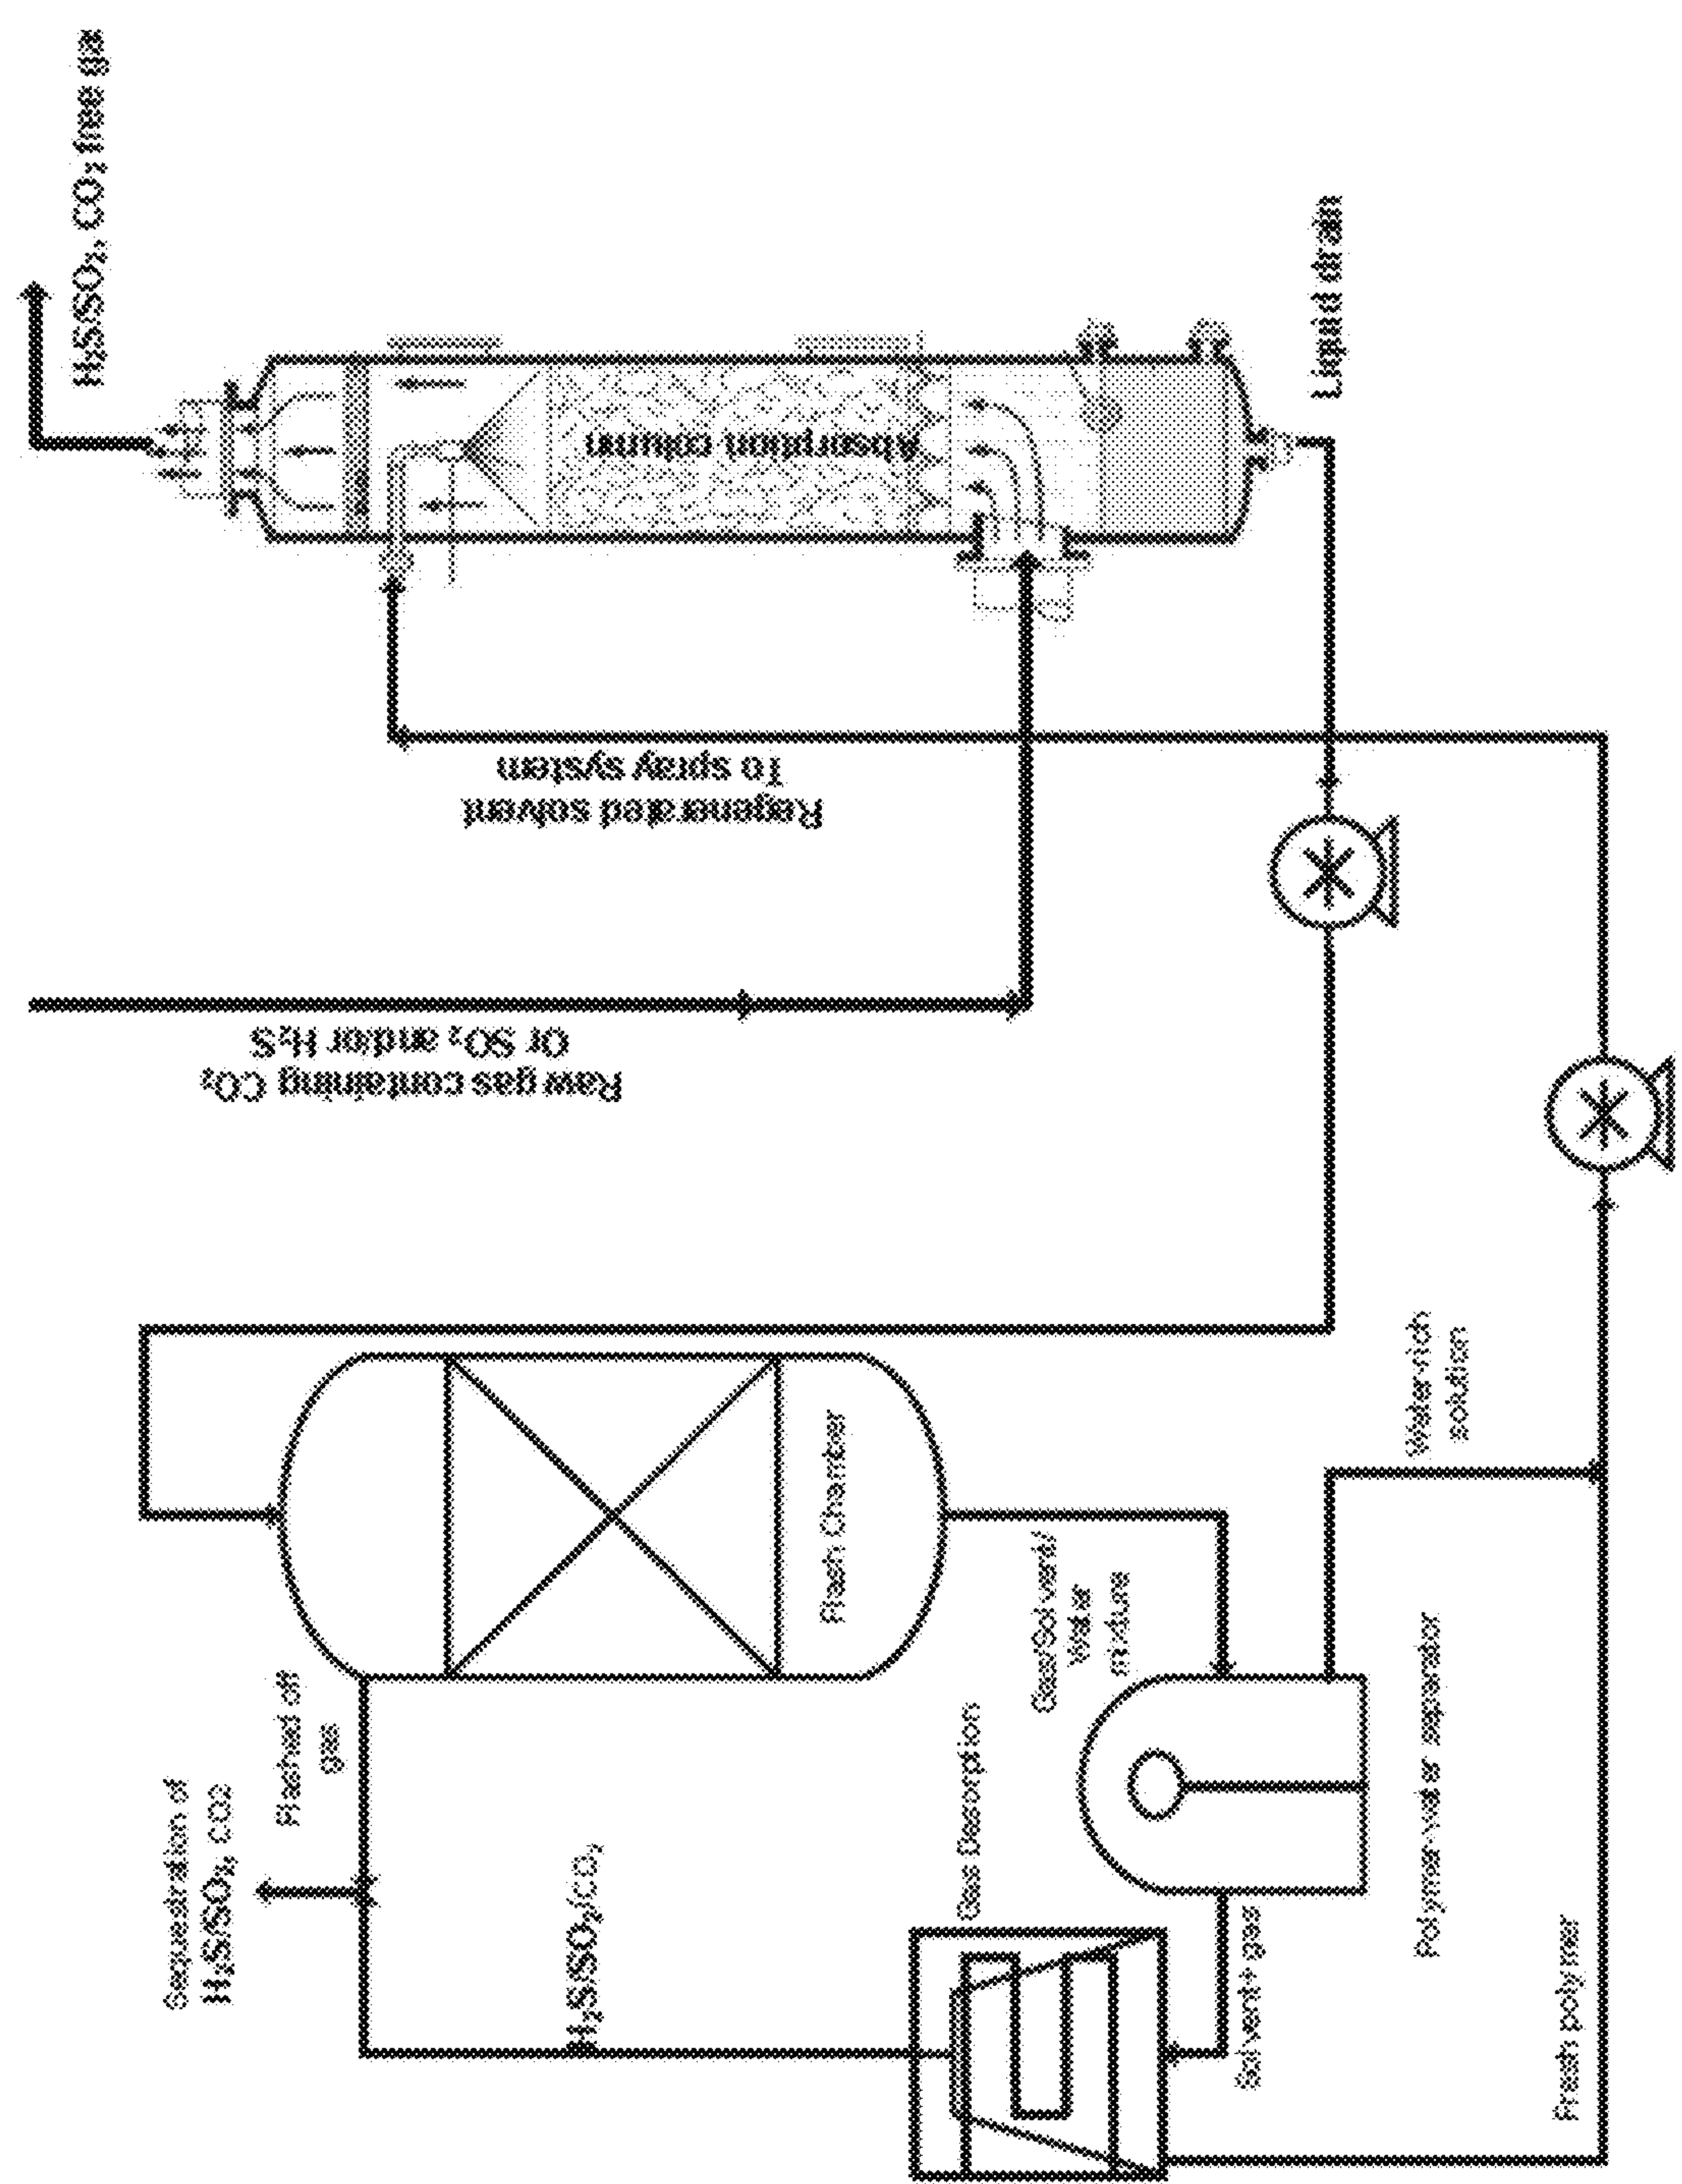 H₂S/SO₂, CO₂ free gas
Absorption column
Liquid drain
Regenerated solvent
To spray system
Raw gas containing CO₂
Or SO₂ and/or H₂S
Flash Chamber
Water-rich
solution
Gas/Solvent/
Water
mixture
Flashed off
gas
Sequestration of
H₂S/SO₂, CO2
H₂S/SO₂/CO₂
Gas Desorption
Solvent+gas
Polymer-water separator
Fresh polymer